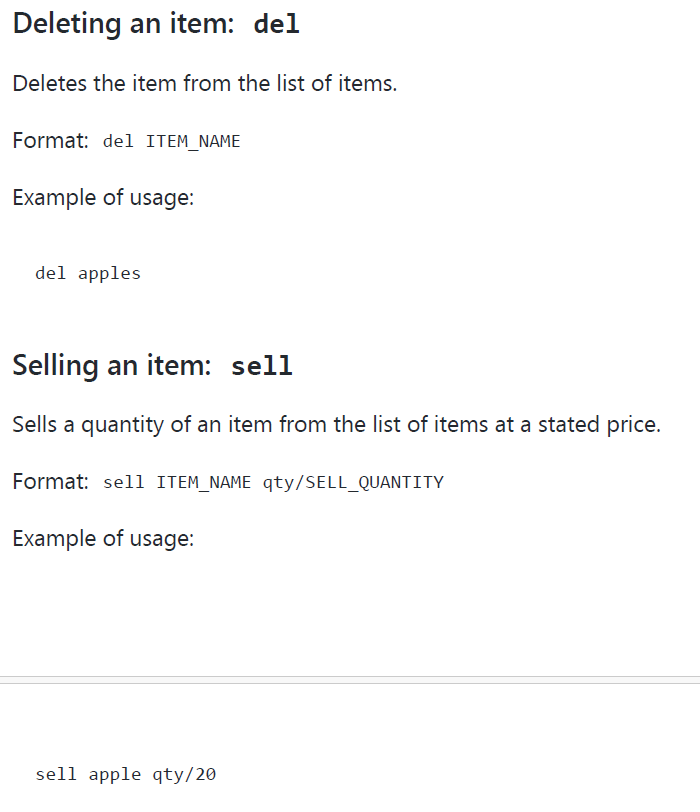 Deleting an item: del
Deletes the item from the list of items.
Format: del ITEM_NAME
Example of usage:
del apples
Selling an item: sell
Sells a quantity of an item from the list of items at a stated price.
Format: sell ITEM_NAME qty/SELL_QUANTITY
Example of usage:
sell apple qty/20